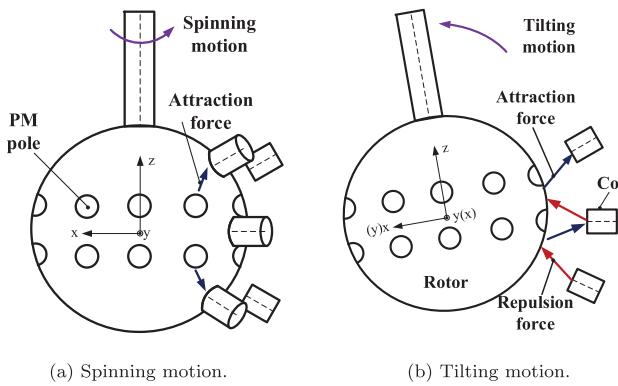 Spinning
motion
Attraction
force
PM
pole
z
x
y
(a) Spinning motion.
Tilting
motion
Attraction
force
Co
z
(y)x
y(x)
Rotor
Repulsion
force
(b) Tilting motion.